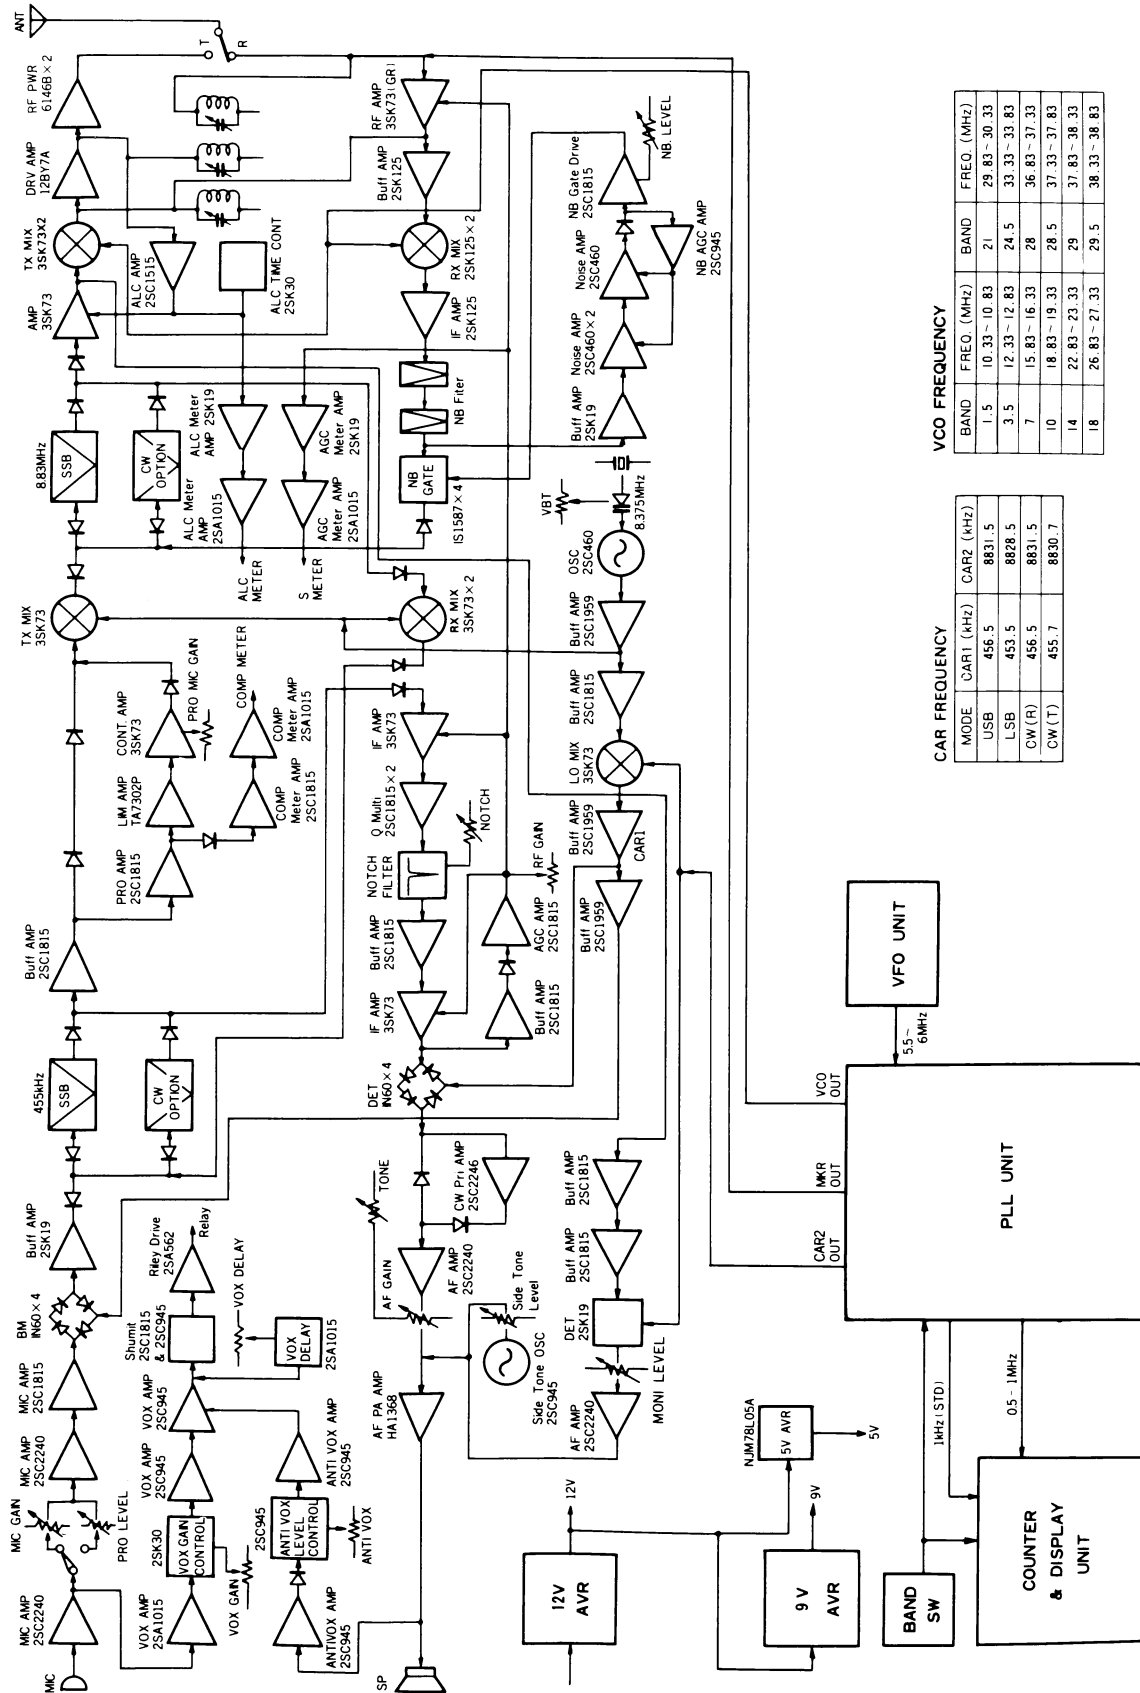 MIC
MIC AMP
2SC2240
MIC GAIN
PRO LEVEL
MIC AMP
2SC2240
MIC AMP
2SC1815
BM
IN60×4
Buff AMP
2SK19
455kHz
SSB
CW
OPTION
Buff AMP
2SC1815
PRO AMP
2SC1815
LIM AMP
TA7302P
CONT. AMP
3SK73
PRO MIC GAIN
COMP
Meter AMP
2SC1815
COMP
Meter AMP
2SA1015
COMP METER
TX MIX
3SK73
8.83MHz
SSB
CW
OPTION
AMP
3SK73
TX MIX
3SK73X2
DRV AMP
12BY7A
RF PWR
6146B×2
ANT
T
R
ALC AMP
2SC1515
ALC TIME CONT
2SK30
ALC Meter
AMP 2SK19
ALC Meter
AMP
2SA1015
ALC
METER
AGC
Meter AMP
2SK19
AGC
Meter AMP
2SA1015
S
METER
VOX AMP
2SA1015
2SK30
VOX GAIN
CONTROL
VOX GAIN
VOX AMP
2SC945
VOX AMP
2SC945
Shumit
2SC1815
& 2SC945
Riley Drive
2SA562
Relay
VOX DELAY
VOX
DELAY
2SA1015
ANTIVOX AMP
2SC945
2SC945
ANTI VOX
LEVEL
CONTROL
ANTI VOX
ANTI VOX AMP
2SC945
SP
AF PA AMP
HA1368
AF GAIN
TONE
AF AMP
2SC2240
CW Pri AMP
2SC2246
DET
IN60×4
IF AMP
3SK73
Buff AMP
2SC1815
NOTCH
FILTER
NOTCH
Q Multi
2SC1815×2
IF AMP
3SK73
RX MIX
3SK73×2
NB
GATE
IS1587×4
NB Fiter
IF AMP
2SK125
RX MIX
2SK125×2
Buff AMP
2SK125
RF AMP
3SK73(GR)
Buff AMP
2SC1815
AGC AMP
2SC1815
RF GAIN
Side Tone OSC
2SC945
Side Tone
Level
AF AMP
2SC2240
MONI LEVEL
DET
2SK19
Buff AMP
2SC1815
Buff AMP
2SC1815
Buff AMP
2SC1959
Buff AMP
2SC1959
CAR1
LO MIX
3SK73
Buff AMP
2SC1815
Buff AMP
2SC1959
OSC
2SC460
VBT
8.375MHz
Buff AMP
2SK19
Noise AMP
2SC460×2
Noise AMP
2SC460
NB Gate Drive
2SC1815
NB AGC AMP
2SC945
NB. LEVEL
12V
AVR
12V
NJM78L05A
5V AVR
5V
9V
AVR
9V
BAND
SW
COUNTER
& DISPLAY
UNIT
1kHz(STD)
0.5-1MHz
PLL UNIT
CAR2
OUT
MKR
OUT
VCO
OUT
5.5~
6MHz
VFO UNIT
CAR FREQUENCY
MODE CAR1 (kHz) CAR2 (kHz)
USB 456.5 8831.5
LSB 453.5 8828.5
CW(R) 456.5 8831.5
CW(T) 455.7 8830.7
VCO FREQUENCY
BAND FREQ. (MHz) BAND FREQ. (MHz)
1.5 10.33~10.83 21 29.83~30.33
3.5 12.33~12.83 24.5 33.33~33.83
7 15.83~16.33 28 36.83~37.33
10 18.83~19.33 28.5 37.33~37.83
14 22.83~23.33 29 37.83~38.33
18 26.83~27.33 29.5 38.33~38.83